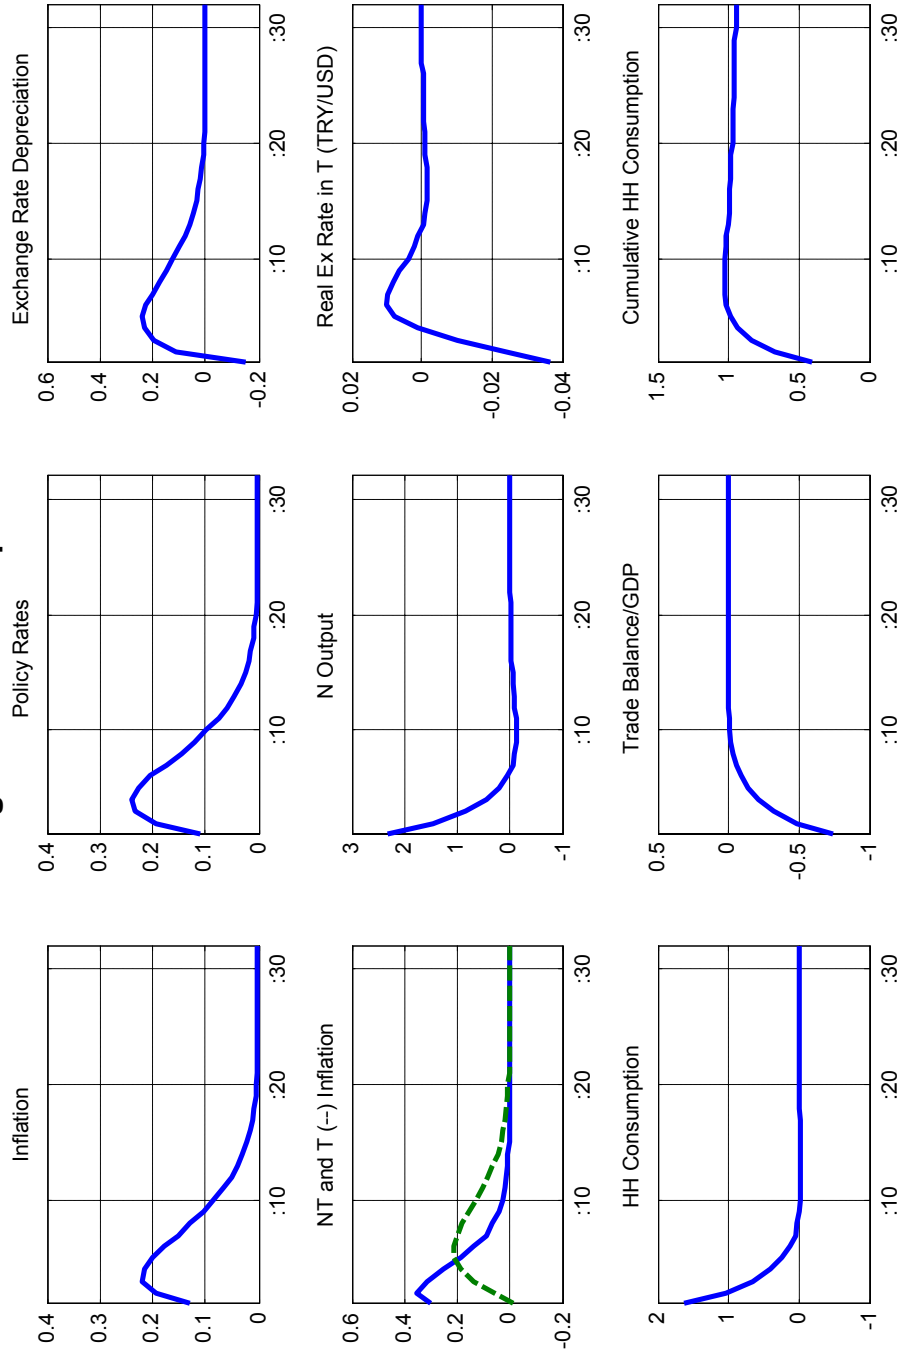 Inflation
0.4
0.3
0.2
0.1
0
:10 :20 :30
Policy Rates
0.4
0.3
0.2
0.1
0
:10 :20 :30
Exchange Rate Depreciation
0.6
0.4
0.2
0
-0.2
:10 :20 :30
NT and T (--) Inflation
0.6
0.4
0.2
0
-0.2
:10 :20 :30
N Output
3
2
1
0
-1
:10 :20 :30
Real Ex Rate in T (TRY/USD)
0.02
0
-0.02
-0.04
:10 :20 :30
HH Consumption
2
1
0
-1
:10 :20 :30
Trade Balance/GDP
0.5
0
-0.5
-1
:10 :20 :30
Cumulative HH Consumption
1.5
1
0.5
0
:10 :20 :30